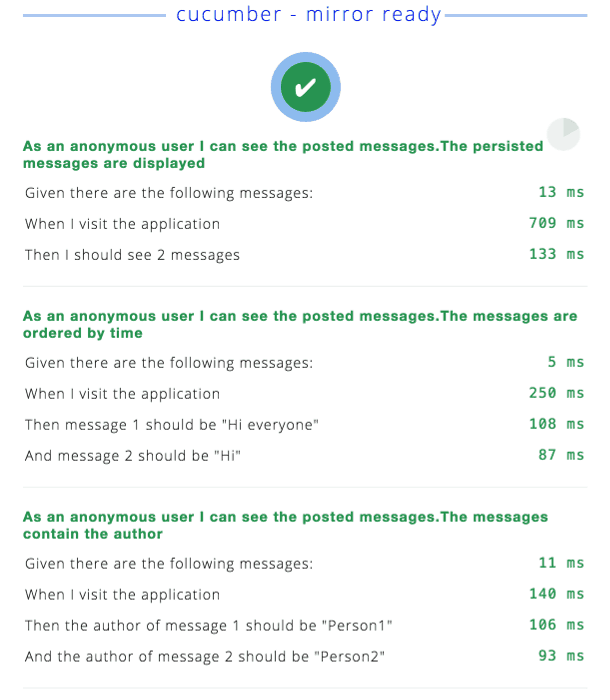 cucumber - mirror ready
As an anonymous user I can see the posted messages.The persisted
messages are displayed
Given there are the following messages: 13 ms
When I visit the application 709 ms
Then I should see 2 messages 133 ms
As an anonymous user I can see the posted messages.The messages are
ordered by time
Given there are the following messages: 5 ms
When I visit the application 250 ms
Then message 1 should be "Hi everyone" 108 ms
And message 2 should be "Hi" 87 ms
As an anonymous user I can see the posted messages.The messages
contain the author
Given there are the following messages: 11 ms
When I visit the application 140 ms
Then the author of message 1 should be "Person1" 106 ms
And the author of message 2 should be "Person2" 93 ms